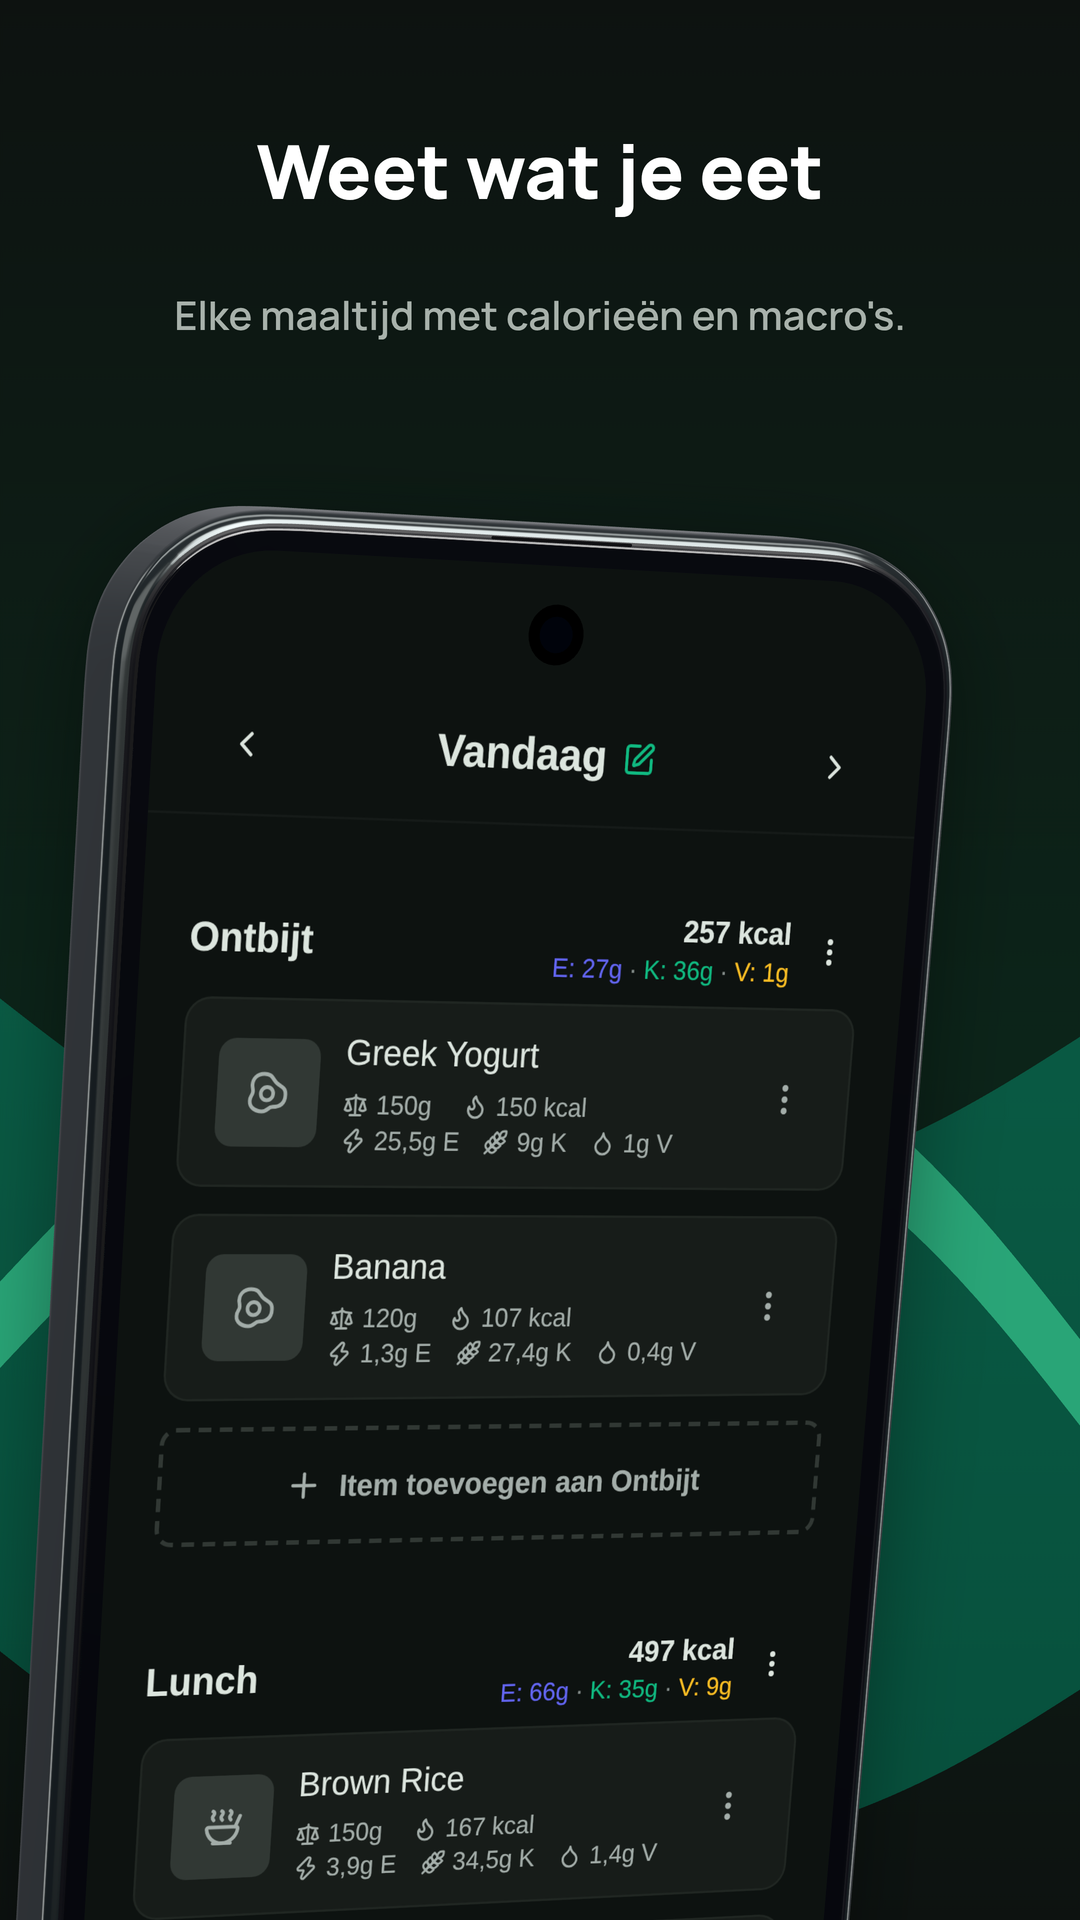 Weet wat je eet
Elke maaltijd met calorieën en macro's.
Vandaag
Ontbijt
257 kcal
E: 27g · K: 36g · V: 1g
Greek Yogurt
150g 150 kcal
25,5g E 9g K 1g V
Banana
120g 107 kcal
1,3g E 27,4g K 0,4g V
+ Item toevoegen aan Ontbijt
Lunch
497 kcal
E: 66g · K: 35g · V: 9g
Brown Rice
150g 167 kcal
3,9g E 34,5g K 1,4g V